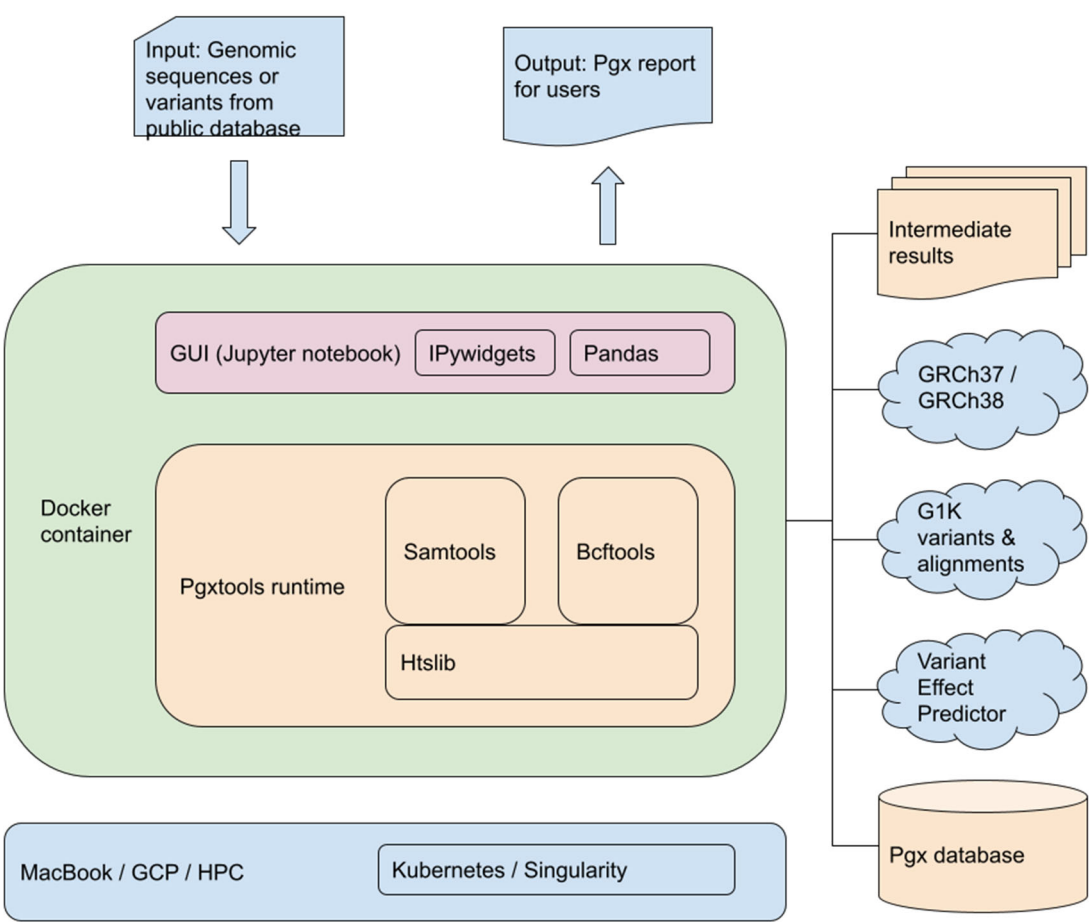 Input: Genomic
sequences or
variants from
public database
Output: Pgx report
for users
Intermediate
results
GUI (Jupyter notebook)
IPywidgets
Pandas
GRCh37 /
GRCh38
Docker
container
Samtools
Bcftools
Pgxtools runtime
Htslib
G1K
variants &
alignments
Variant
Effect
Predictor
MacBook / GCP / HPC
Kubernetes / Singularity
Pgx database